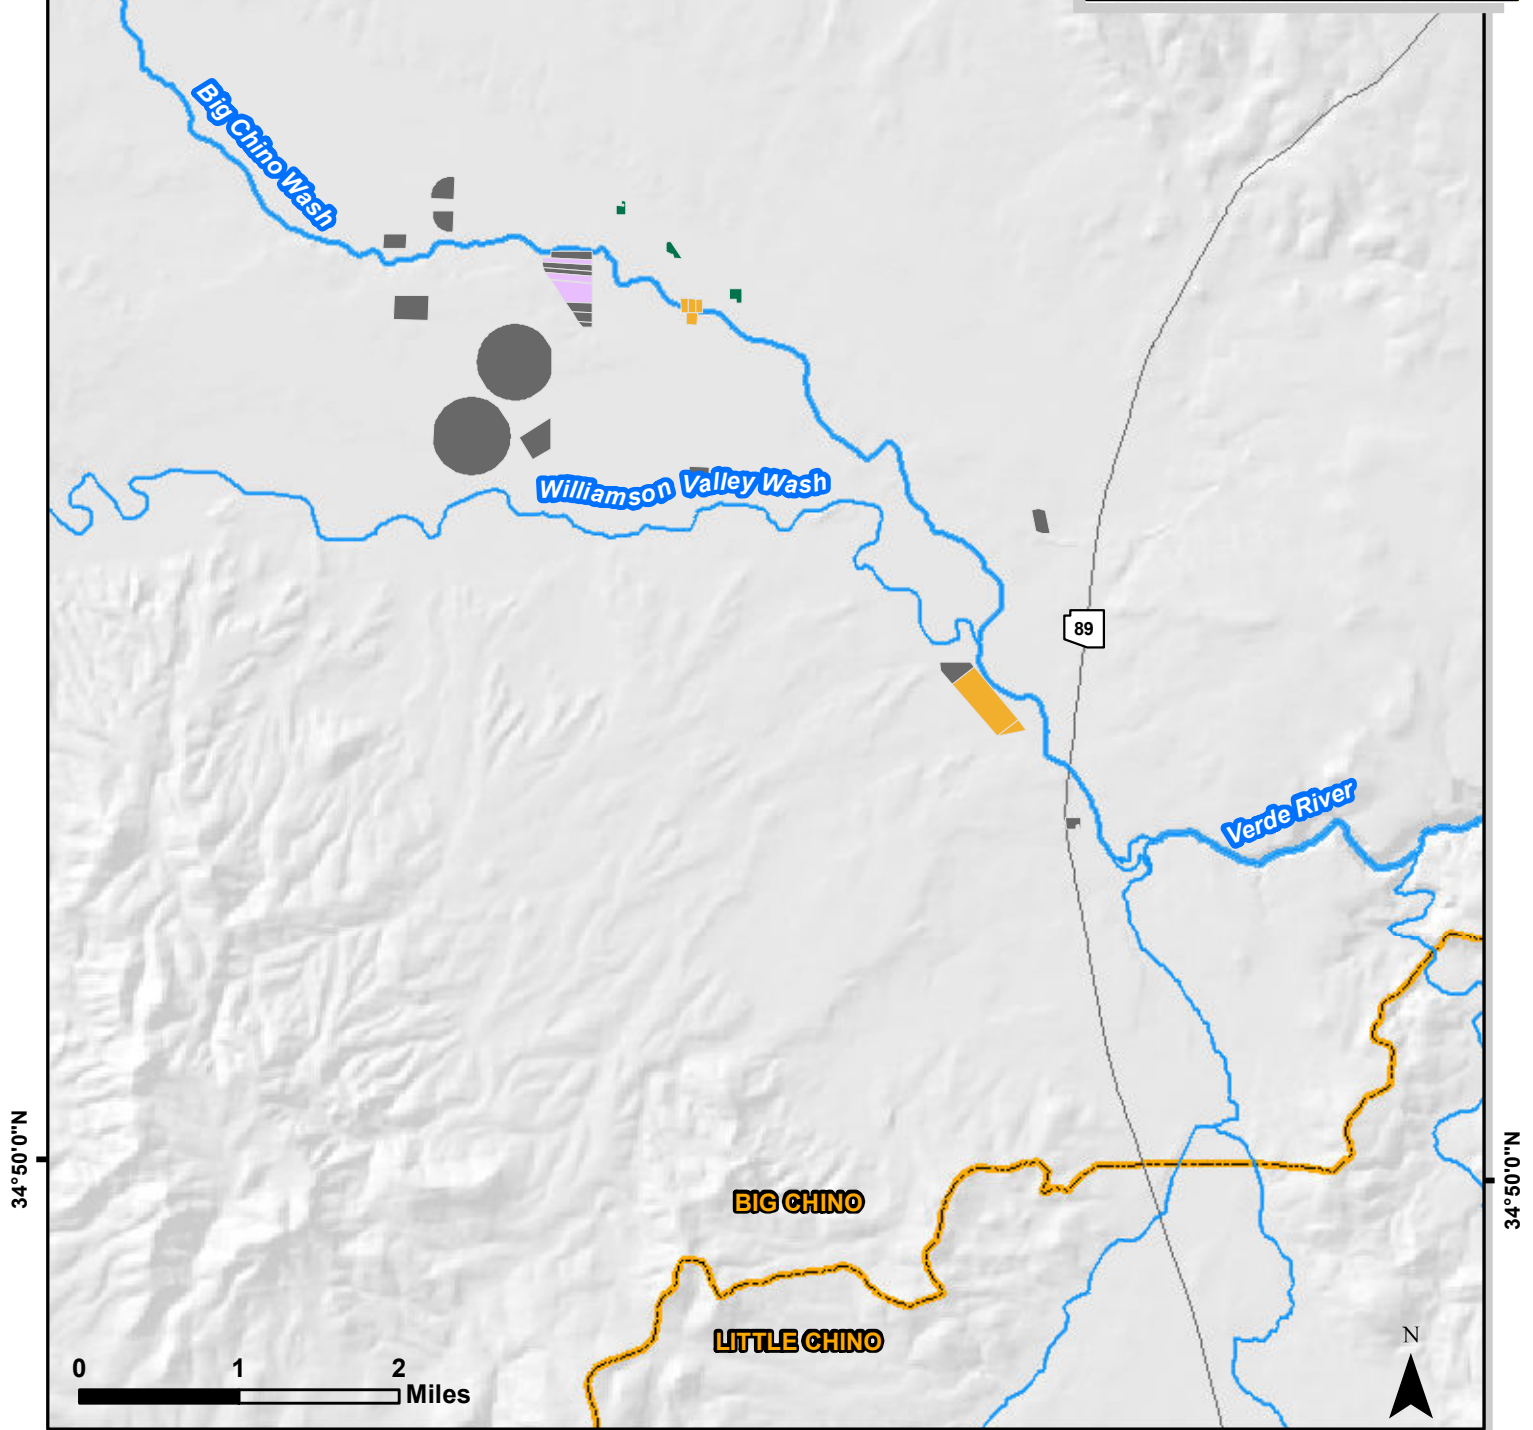 Big Chino Wash
Williamson Valley Wash
89
Verde River
34°50'0"N
34°50'0"N
BIG CHINO
LITTLE CHINO
N
0 1 2
Miles